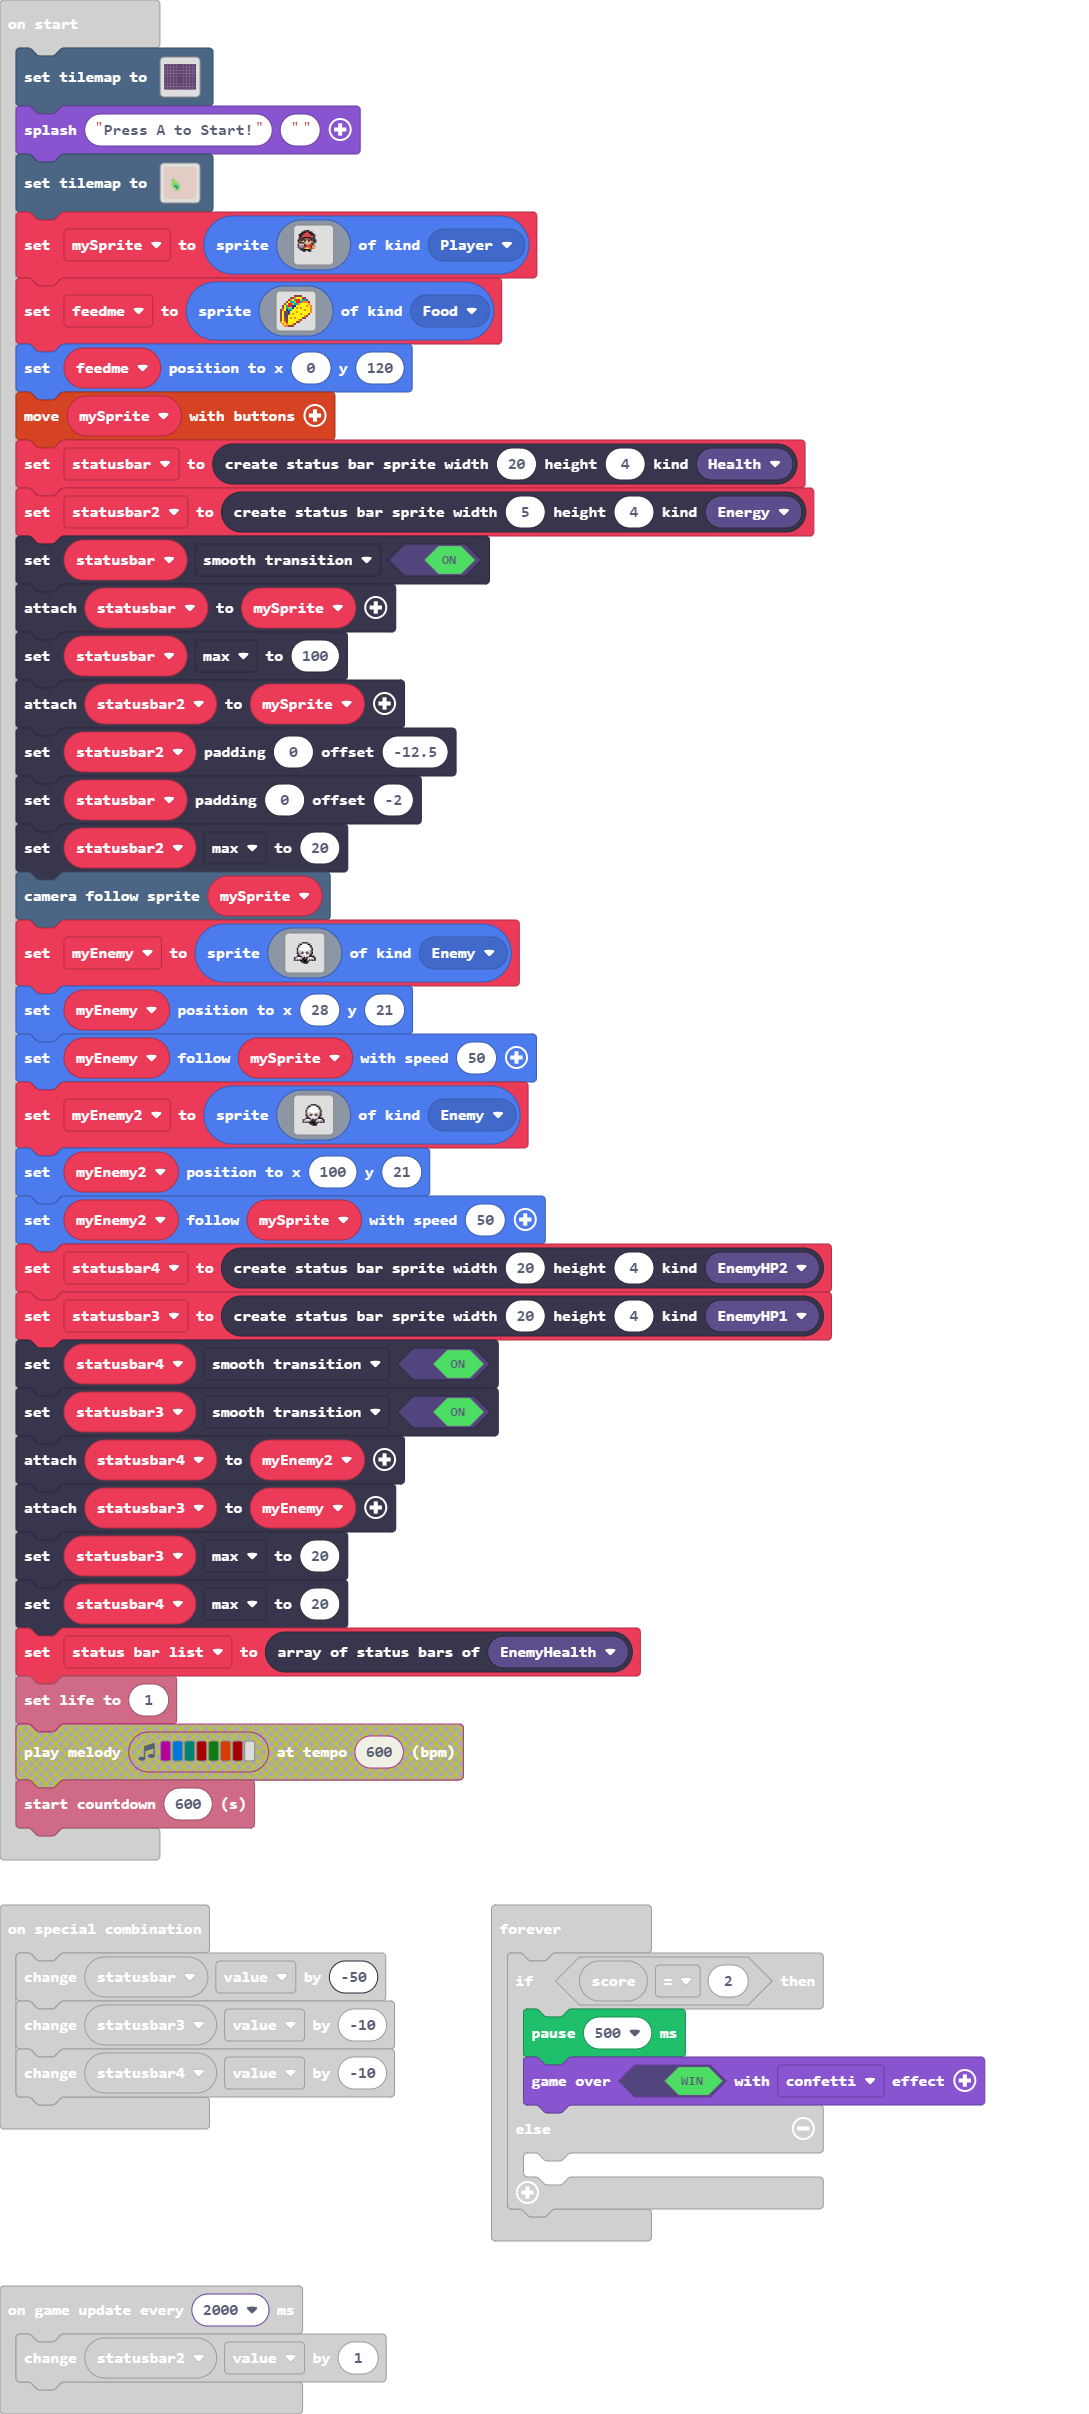 on start
set tilemap to
splash "Press A to Start!" " "
set tilemap to
set mySprite to sprite of kind Player
set feedme to sprite of kind Food
set feedme position to x 0 y 120
move mySprite with buttons
set statusbar to create status bar sprite width 20 height 4 kind Health
set statusbar2 to create status bar sprite width 5 height 4 kind Energy
set statusbar smooth transition ON
attach statusbar to mySprite
set statusbar max to 100
attach statusbar2 to mySprite
set statusbar2 padding 0 offset -12.5
set statusbar padding 0 offset -2
set statusbar2 max to 20
camera follow sprite mySprite
set myEnemy to sprite of kind Enemy
set myEnemy position to x 28 y 21
set myEnemy follow mySprite with speed 50
set myEnemy2 to sprite of kind Enemy
set myEnemy2 position to x 100 y 21
set myEnemy2 follow mySprite with speed 50
set statusbar4 to create status bar sprite width 20 height 4 kind EnemyHP2
set statusbar3 to create status bar sprite width 20 height 4 kind EnemyHP1
set statusbar4 smooth transition ON
set statusbar3 smooth transition ON
attach statusbar4 to myEnemy2
attach statusbar3 to myEnemy
set statusbar3 max to 20
set statusbar4 max to 20
set status bar list to array of status bars of EnemyHealth
set life to 1
play melody at tempo 600 (bpm)
start countdown 600 (s)
on special combination
change statusbar value by -50
change statusbar3 value by -10
change statusbar4 value by -10
forever
if score = 2 then
pause 500 ms
game over WIN with confetti effect
else
on game update every 2000 ms
change statusbar2 value by 1